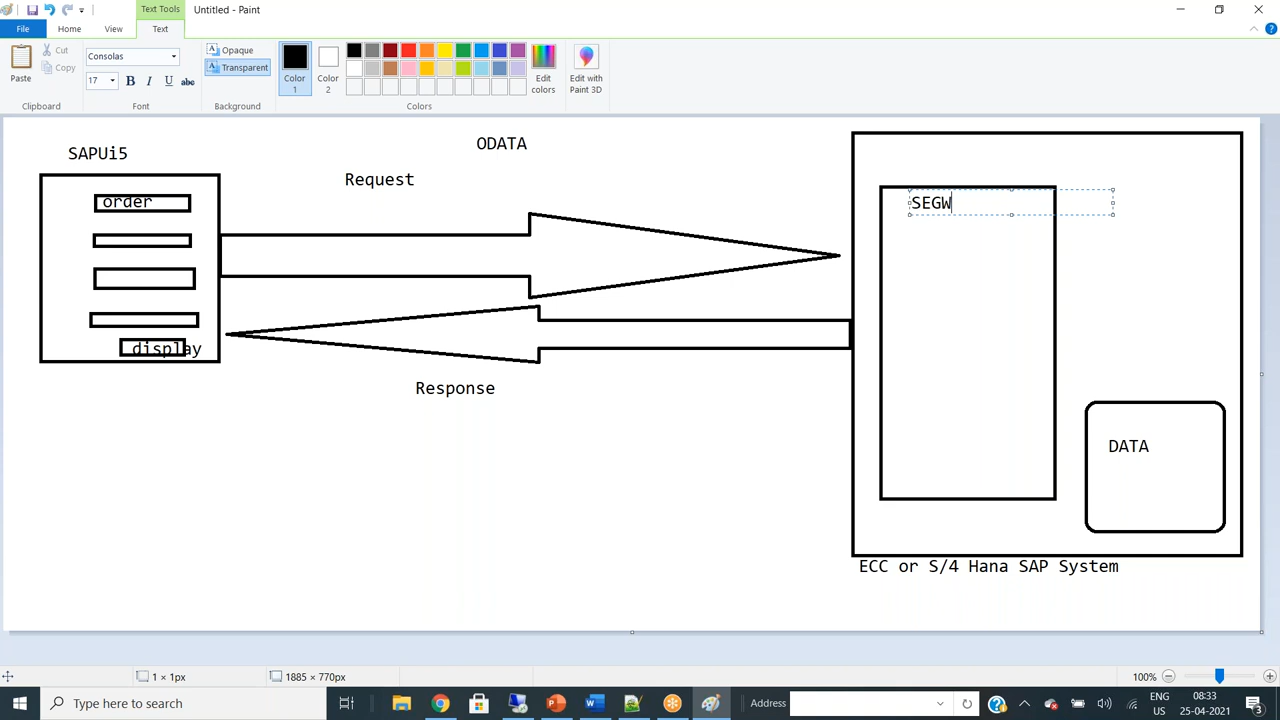 Text Tools
Untitled - Paint
File
Home
View
Text
Paste
Cut
Copy
Clipboard
Consolas
17
B I U abc
Font
Opaque
Transparent
Background
Color 1
Color 2
Edit colors
Colors
Edit with Paint 3D
ODATA
SAPUi5
Request
order
SEGW
display
Response
DATA
ECC or S/4 Hana SAP System
1 × 1px
1885 × 770px
100%
Type here to search
Address
ENG
US
08:33
25-04-2021
3